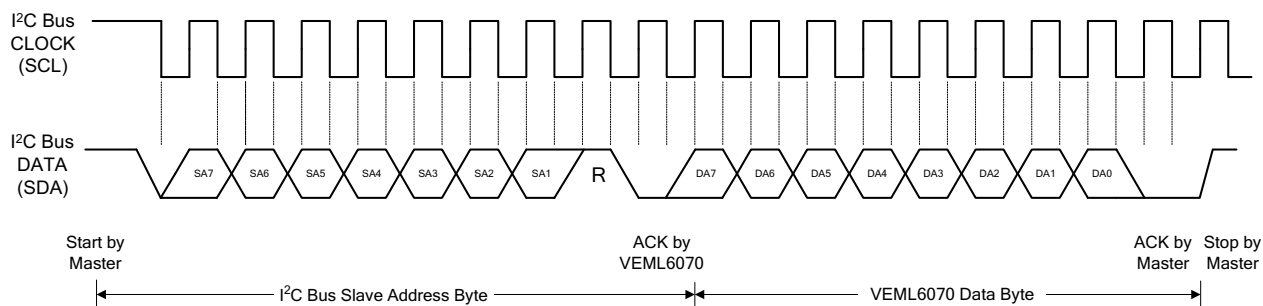 I²C Bus
CLOCK
(SCL)
I²C Bus
DATA
(SDA)
SA7 SA6 SA5 SA4 SA3 SA2 SA1 R DA7 DA6 DA5 DA4 DA3 DA2 DA1 DA0
Start by
Master
ACK by
VEML6070
ACK by
Master
Stop by
Master
I²C Bus Slave Address Byte
VEML6070 Data Byte